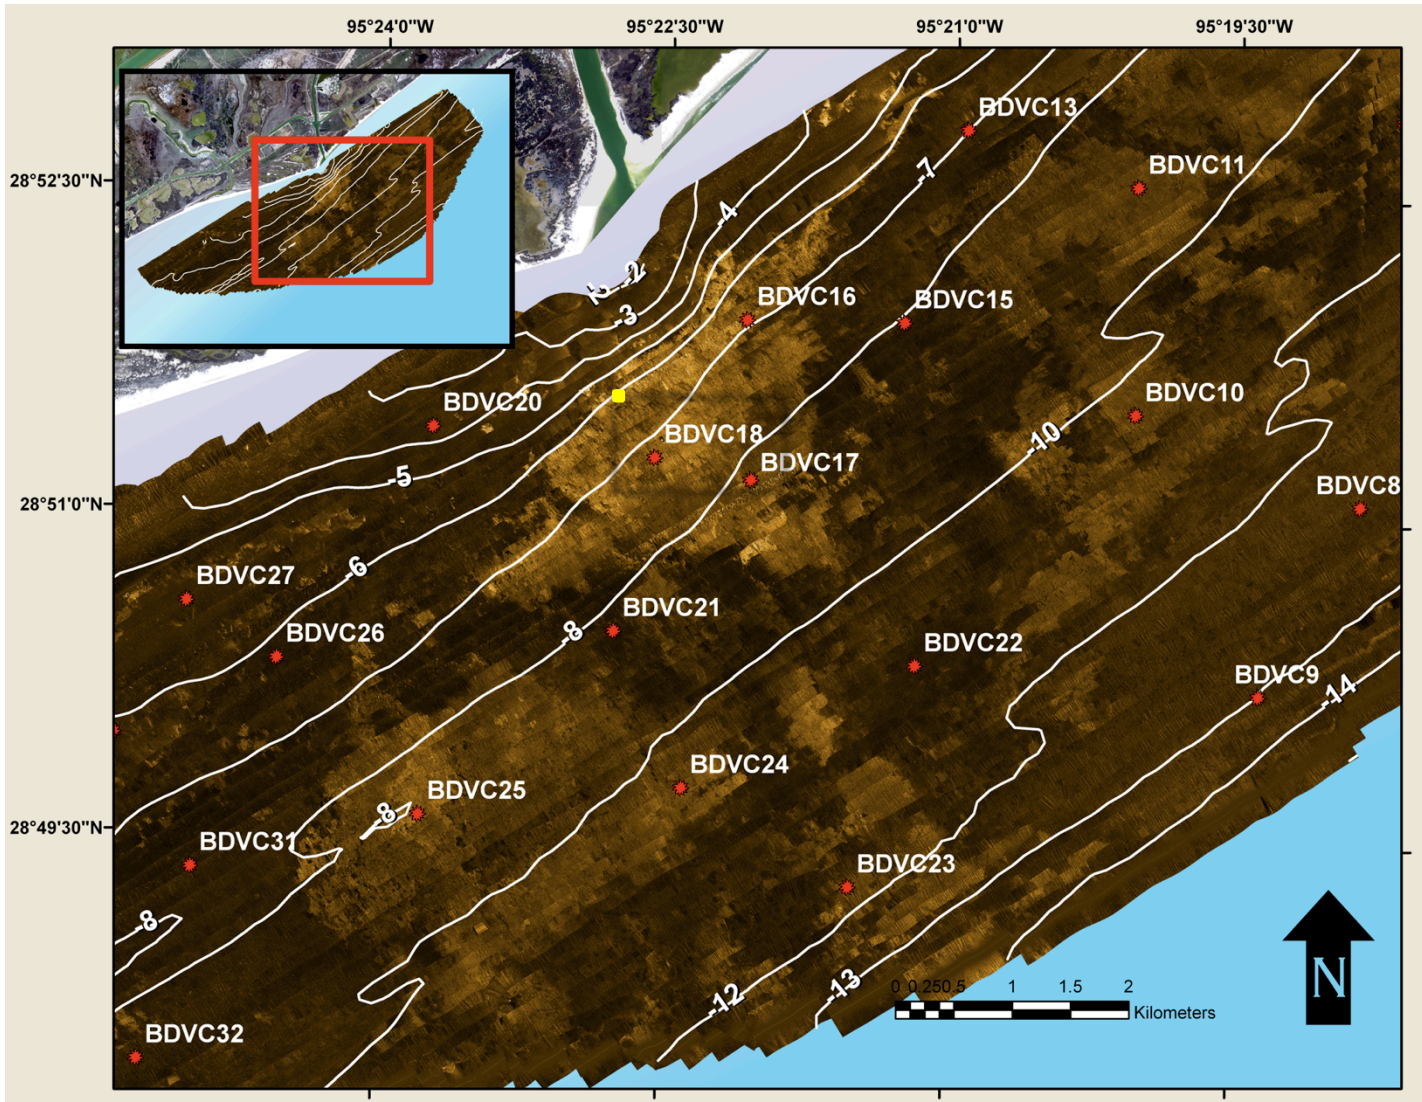 95°24'0"W 95°22'30"W 95°21'0"W 95°19'30"W
BDVC13
28°52'30"N
-7
BDVC11
-4
-2
-2
BDVC16
BDVC15
-3
BDVC20
BDVC10
BDVC18
-10
BDVC17
-5
BDVC8
28°51'0"N
-6
BDVC27
BDVC21
BDVC26
-8
BDVC22
BDVC9
-14
BDVC24
BDVC25
-8
28°49'30"N
BDVC31
BDVC23
-8
-12
-13
0 0.25 0.5 1 1.5 2
Kilometers
N
BDVC32